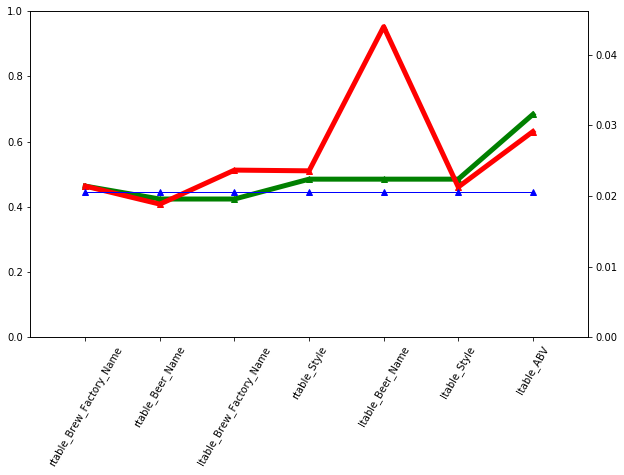 1.0
0.8
0.6
0.4
0.2
0.0
0.04
0.03
0.02
0.01
0.00
rtable_Brew_Factory_Name
rtable_Beer_Name
ltable_Brew_Factory_Name
rtable_Style
ltable_Beer_Name
ltable_Style
ltable_ABV